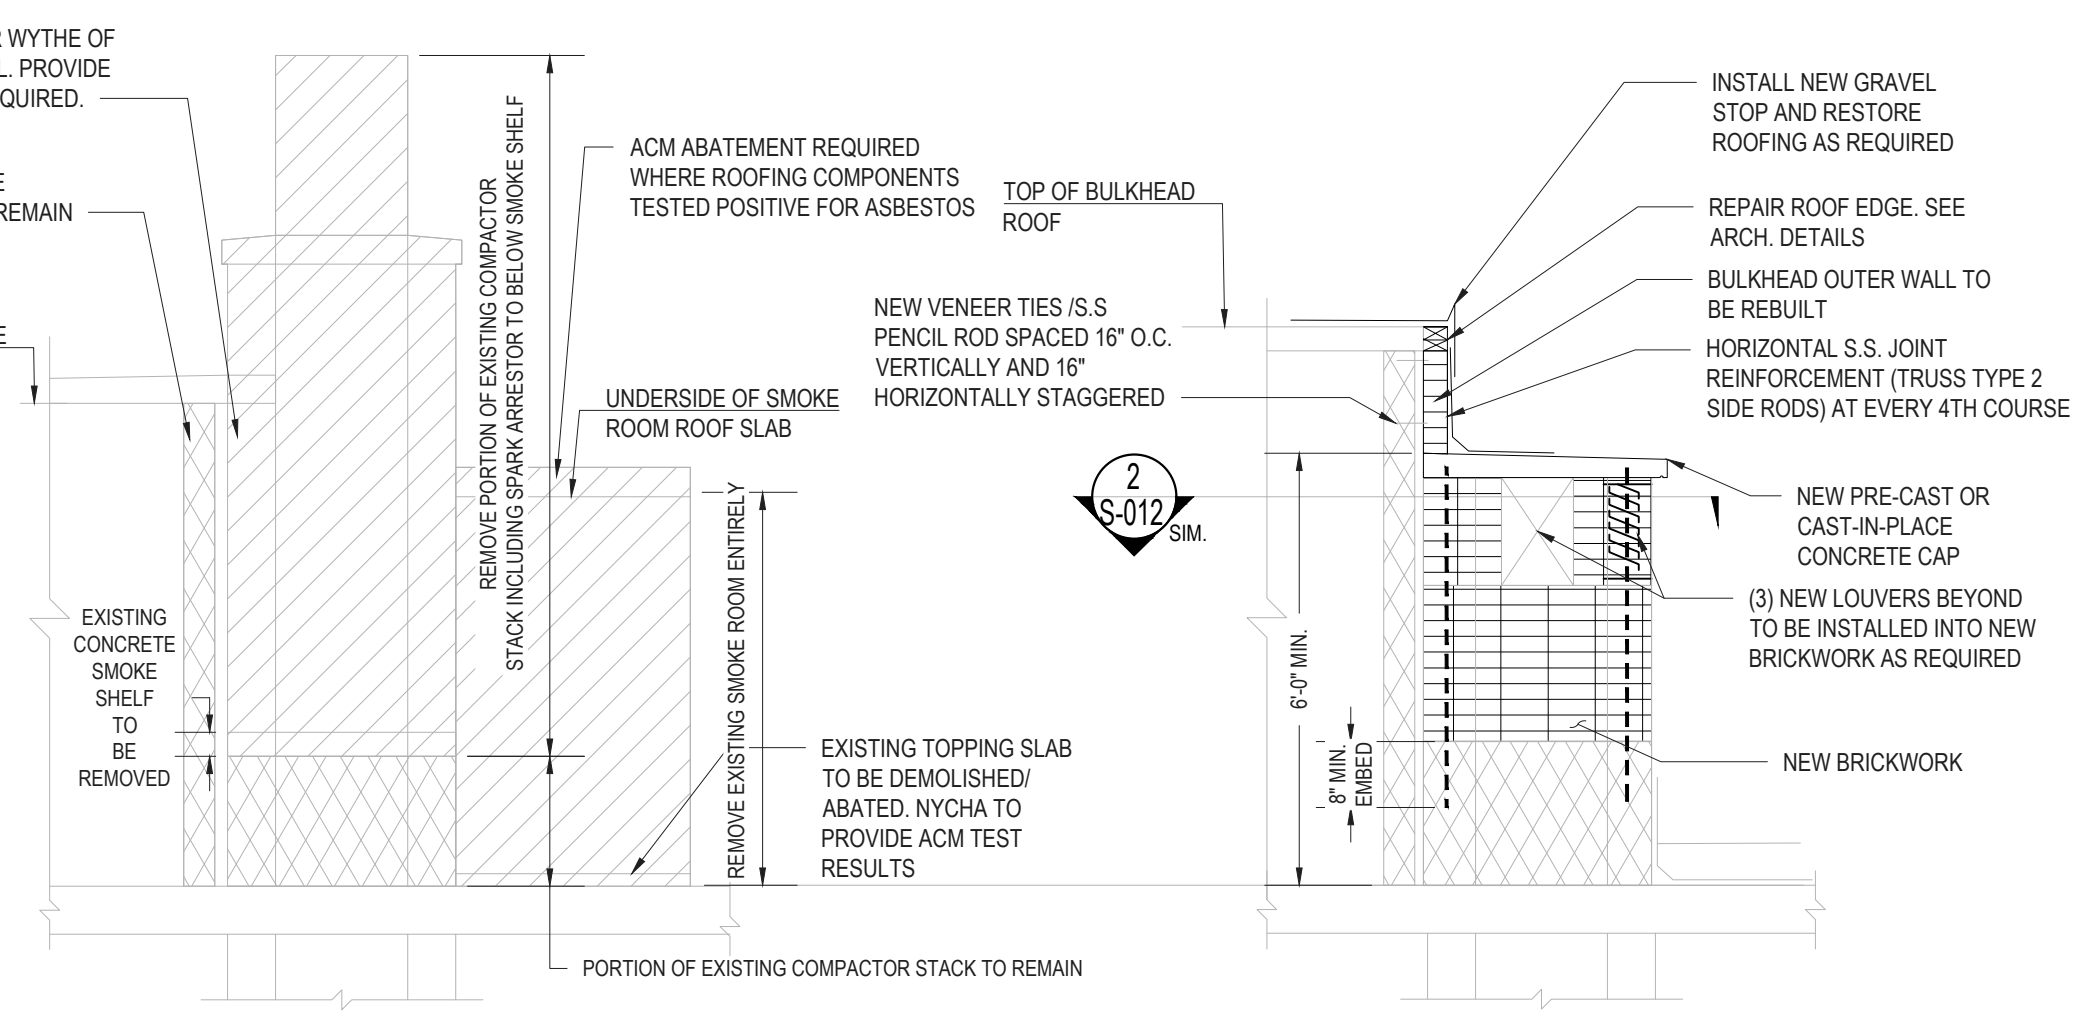 R WYTHE OF
L. PROVIDE
QUIRED.
E
REMAIN
E
EXISTING
CONCRETE
SMOKE
SHELF
TO
BE
REMOVED
REMOVE PORTION OF EXISTING COMPACTOR
STACK INCLUDING SPARK ARRESTOR TO BELOW SMOKE SHELF
ACM ABATEMENT REQUIRED
WHERE ROOFING COMPONENTS
TESTED POSITIVE FOR ASBESTOS
UNDERSIDE OF SMOKE
ROOM ROOF SLAB
REMOVE EXISTING SMOKE ROOM ENTIRELY
EXISTING TOPPING SLAB
TO BE DEMOLISHED/
ABATED. NYCHA TO
PROVIDE ACM TEST
RESULTS
PORTION OF EXISTING COMPACTOR STACK TO REMAIN
TOP OF BULKHEAD
ROOF
NEW VENEER TIES /S.S
PENCIL ROD SPACED 16" O.C.
VERTICALLY AND 16"
HORIZONTALLY STAGGERED
2
S-012
SIM.
6'-0" MIN.
8" MIN.
EMBED
INSTALL NEW GRAVEL
STOP AND RESTORE
ROOFING AS REQUIRED
REPAIR ROOF EDGE. SEE
ARCH. DETAILS
BULKHEAD OUTER WALL TO
BE REBUILT
HORIZONTAL S.S. JOINT
REINFORCEMENT (TRUSS TYPE 2
SIDE RODS) AT EVERY 4TH COURSE
NEW PRE-CAST OR
CAST-IN-PLACE
CONCRETE CAP
(3) NEW LOUVERS BEYOND
TO BE INSTALLED INTO NEW
BRICKWORK AS REQUIRED
NEW BRICKWORK